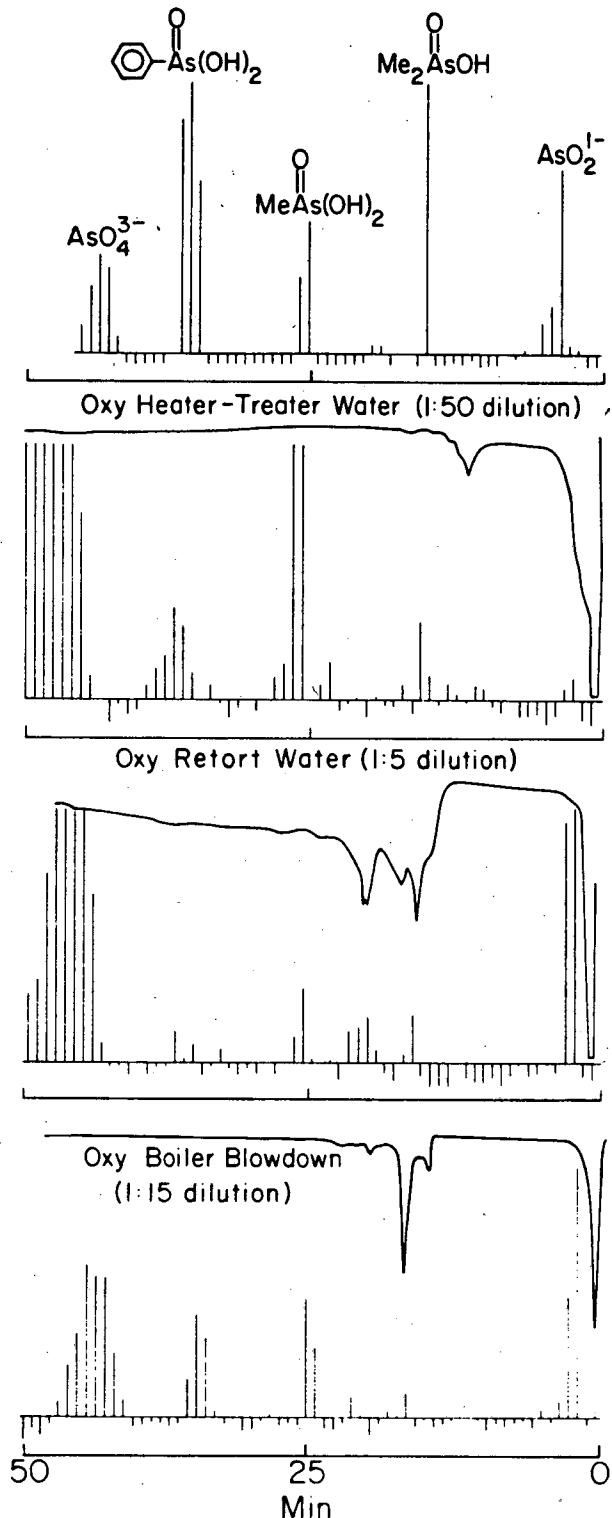 O
As(OH)2
O
Me2AsOH
AsO2 1-
O
MeAs(OH)2
AsO4 3-
Oxy Heater-Treater Water (1:50 dilution)
Oxy Retort Water (1:5 dilution)
Oxy Boiler Blowdown
(1:15 dilution)
50 25 0
Min